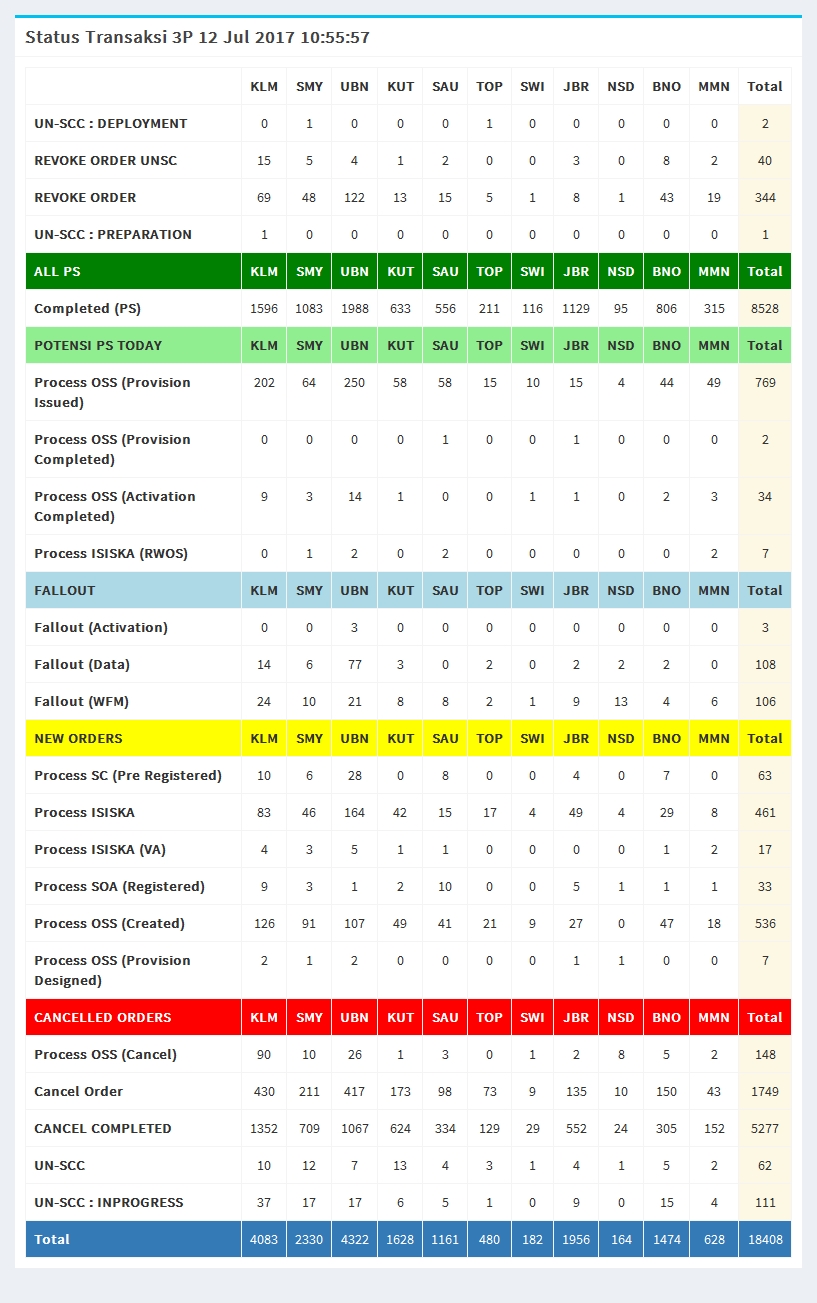 Status Transaksi 3P 12 Jul 2017 10:55:57
KLM SMY UBN KUT SAU TOP SWI JBR NSD BNO MMN Total
UN-SCC : DEPLOYMENT 0 1 0 0 0 1 0 0 0 0 0 2
REVOKE ORDER UNSC 15 5 4 1 2 0 0 3 0 8 2 40
REVOKE ORDER 69 48 122 13 15 5 1 8 1 43 19 344
UN-SCC : PREPARATION 1 0 0 0 0 0 0 0 0 0 0 1
ALL PS KLM SMY UBN KUT SAU TOP SWI JBR NSD BNO MMN Total
Completed (PS) 1596 1083 1988 633 556 211 116 1129 95 806 315 8528
POTENSI PS TODAY KLM SMY UBN KUT SAU TOP SWI JBR NSD BNO MMN Total
Process OSS (Provision 202 64 250 58 58 15 10 15 4 44 49 769
Issued)
Process OSS (Provision 0 0 0 0 1 0 0 1 0 0 0 2
Completed)
Process OSS (Activation 9 3 14 1 0 0 1 1 0 2 3 34
Completed)
Process ISISKA (RWOS) 0 1 2 0 2 0 0 0 0 0 2 7
FALLOUT KLM SMY UBN KUT SAU TOP SWI JBR NSD BNO MMN Total
Fallout (Activation) 0 0 3 0 0 0 0 0 0 0 0 3
Fallout (Data) 14 6 77 3 0 2 0 2 2 2 0 108
Fallout (WFM) 24 10 21 8 8 2 1 9 13 4 6 106
NEW ORDERS KLM SMY UBN KUT SAU TOP SWI JBR NSD BNO MMN Total
Process SC (Pre Registered) 10 6 28 0 8 0 0 4 0 7 0 63
Process ISISKA 83 46 164 42 15 17 4 49 4 29 8 461
Process ISISKA (VA) 4 3 5 1 1 0 0 0 0 1 2 17
Process SOA (Registered) 9 3 1 2 10 0 0 5 1 1 1 33
Process OSS (Created) 126 91 107 49 41 21 9 27 0 47 18 536
Process OSS (Provision 2 1 2 0 0 0 0 1 1 0 0 7
Designed)
CANCELLED ORDERS KLM SMY UBN KUT SAU TOP SWI JBR NSD BNO MMN Total
Process OSS (Cancel) 90 10 26 1 3 0 1 2 8 5 2 148
Cancel Order 430 211 417 173 98 73 9 135 10 150 43 1749
CANCEL COMPLETED 1352 709 1067 624 334 129 29 552 24 305 152 5277
UN-SCC 10 12 7 13 4 3 1 4 1 5 2 62
UN-SCC : INPROGRESS 37 17 17 6 5 1 0 9 0 15 4 111
Total 4083 2330 4322 1628 1161 480 182 1956 164 1474 628 18408